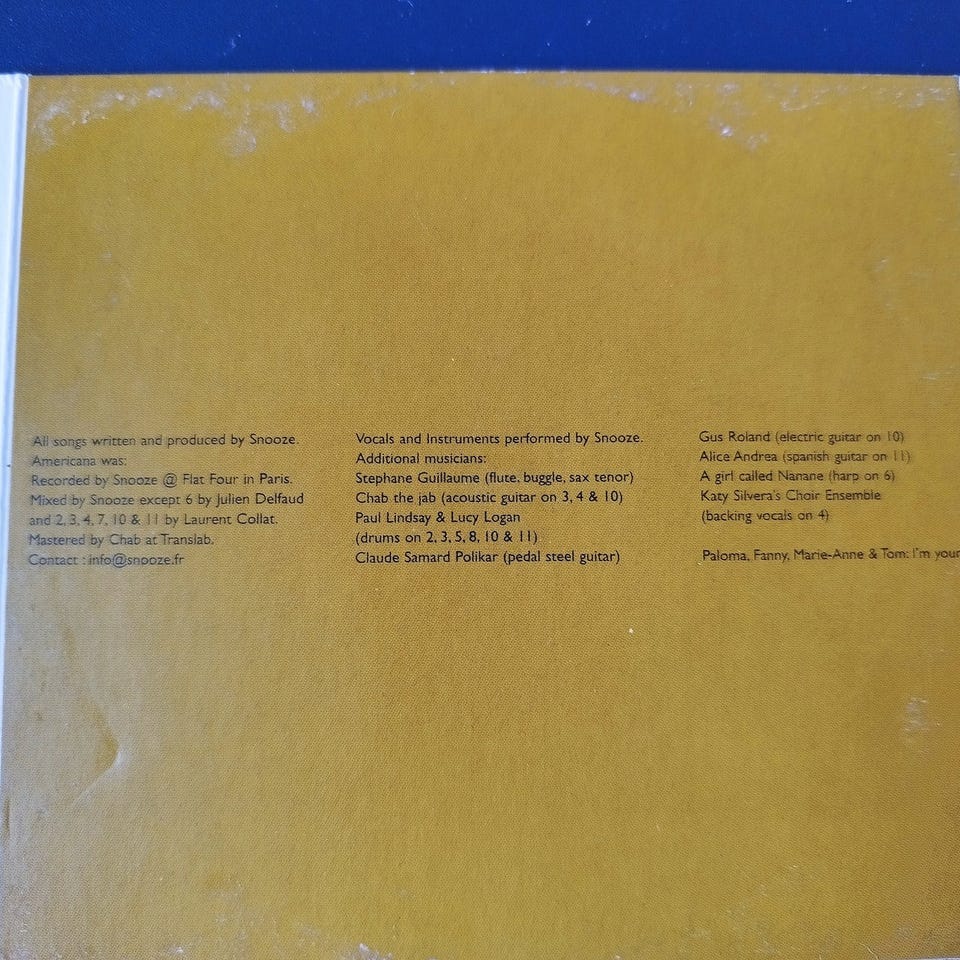 All songs written and produced by Snooze.
Americana was:
Recorded by Snooze @ Flat Four in Paris.
Mixed by Snooze except 6 by Julien Delfaud
and 2, 3, 4, 7, 10 & 11 by Laurent Collat.
Mastered by Chab at Translab.
Contact : info@snooze.fr
Vocals and Instruments performed by Snooze.
Additional musicians:
Stephane Guillaume (flute, buggle, sax tenor)
Chab the jab (acoustic guitar on 3, 4 & 10)
Paul Lindsay & Lucy Logan
(drums on 2, 3, 5, 8, 10 & 11)
Claude Samard Polikar (pedal steel guitar)
Gus Roland (electric guitar on 10)
Alice Andrea (spanish guitar on 11)
A girl called Nanane (harp on 6)
Katy Silvera's Choir Ensemble
(backing vocals on 4)
Paloma, Fanny, Marie-Anne & Tom: I'm your